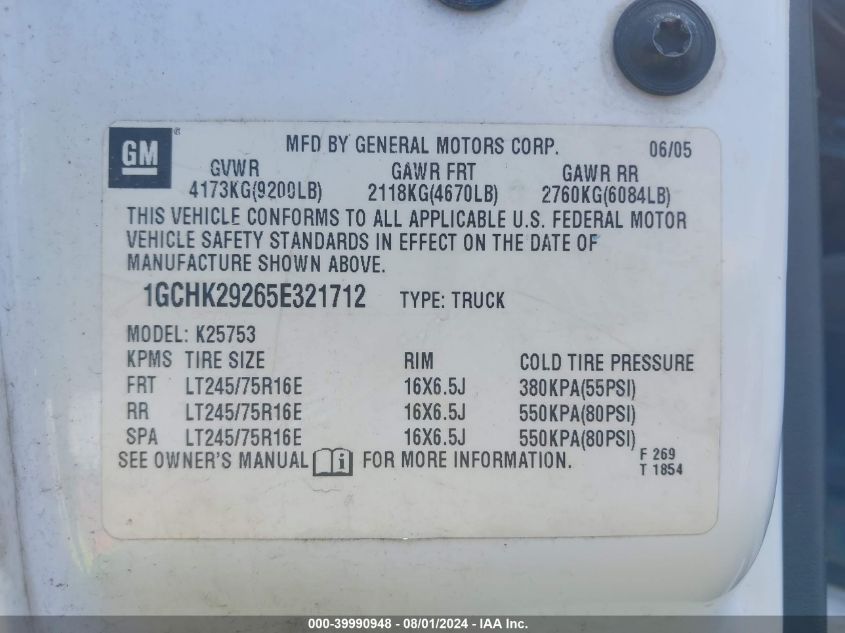 GM ®
MFD BY GENERAL MOTORS CORP. 06/05
GVWR GAWR FRT GAWR RR
4173KG(9200LB) 2118KG(4670LB) 2760KG(6084LB)
THIS VEHICLE CONFORMS TO ALL APPLICABLE U.S. FEDERAL MOTOR
VEHICLE SAFETY STANDARDS IN EFFECT ON THE DATE OF
MANUFACTURE SHOWN ABOVE.
1GCHK29265E321712 TYPE: TRUCK
MODEL: K25753
KPMS TIRE SIZE RIM COLD TIRE PRESSURE
FRT LT245/75R16E 16X6.5J 380KPA(55PSI)
RR LT245/75R16E 16X6.5J 550KPA(80PSI)
SPA LT245/75R16E 16X6.5J 550KPA(80PSI)
SEE OWNER'S MANUAL i FOR MORE INFORMATION. F 269
T 1854
000-39990948 - 08/01/2024 - IAA Inc.